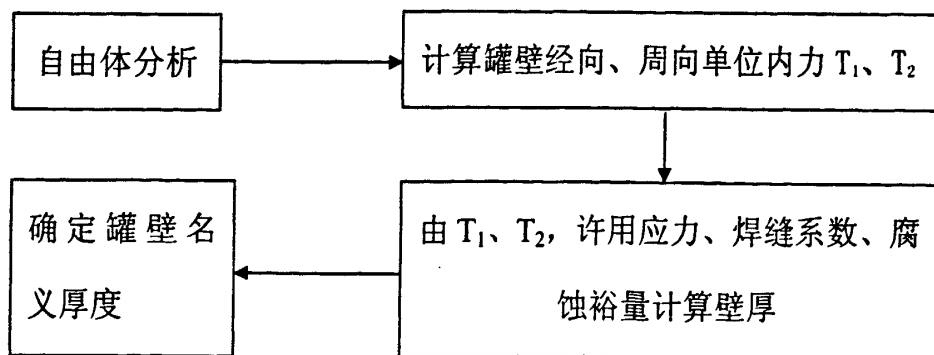 自由体分析
计算罐壁经向、周向单位内力 T₁、T₂
由 T₁、T₂，许用应力、焊缝系数、腐
蚀裕量计算壁厚
确定罐壁名
义厚度